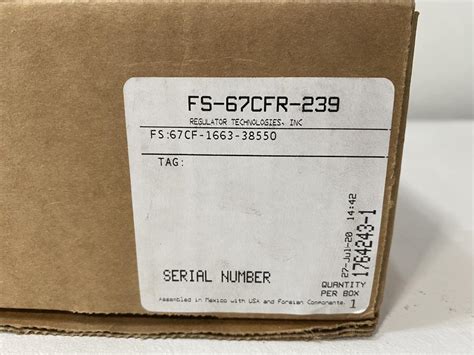 FS-67CFR-239
REGULATOR TECHNOLOGIES, INC
FS:67CF-1663-38550
TAG:
SERIAL NUMBER
27-Jul-20 14:42
1764243-1
QUANTITY
PER BOX 1
Assembled in Mexico with USA and Foreign Components.